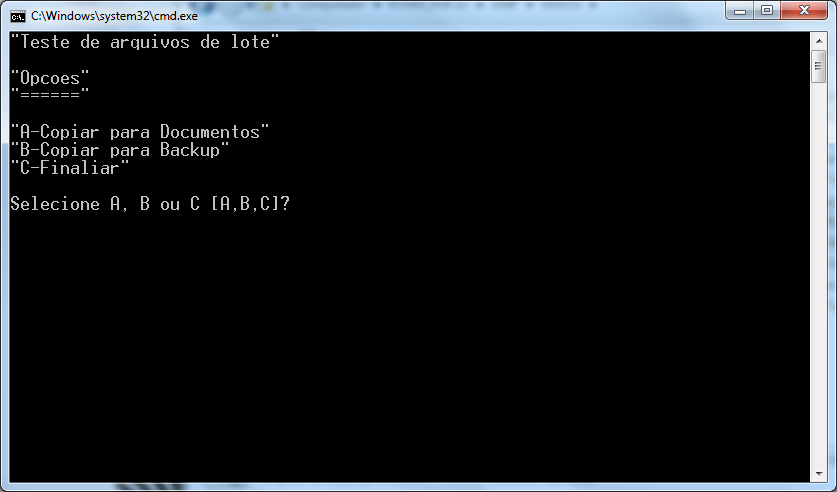 C:\Windows\system32\cmd.exe
"Teste de arquivos de lote"
"Opcoes"
"======"
"A-Copiar para Documentos"
"B-Copiar para Backup"
"C-Finaliar"
Selecione A, B ou C [A,B,C]?